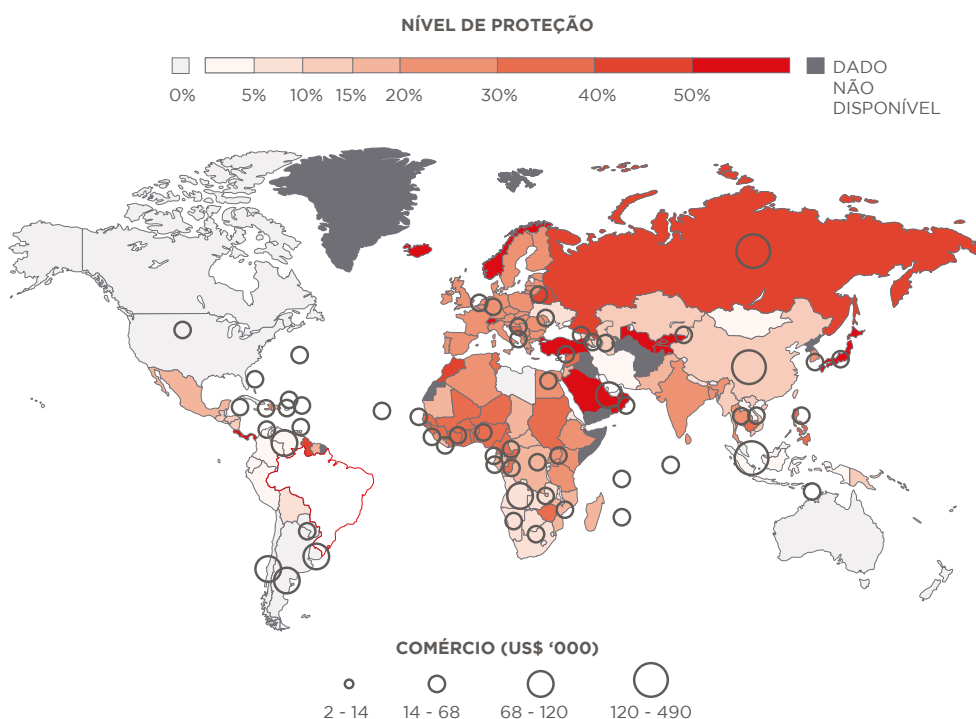 NÍVEL DE PROTEÇÃO
0% 5% 10% 15% 20% 30% 40% 50%
DADO
NÃO
DISPONÍVEL
COMÉRCIO (US$ ‘000)
2 - 14 14 - 68 68 - 120 120 - 490